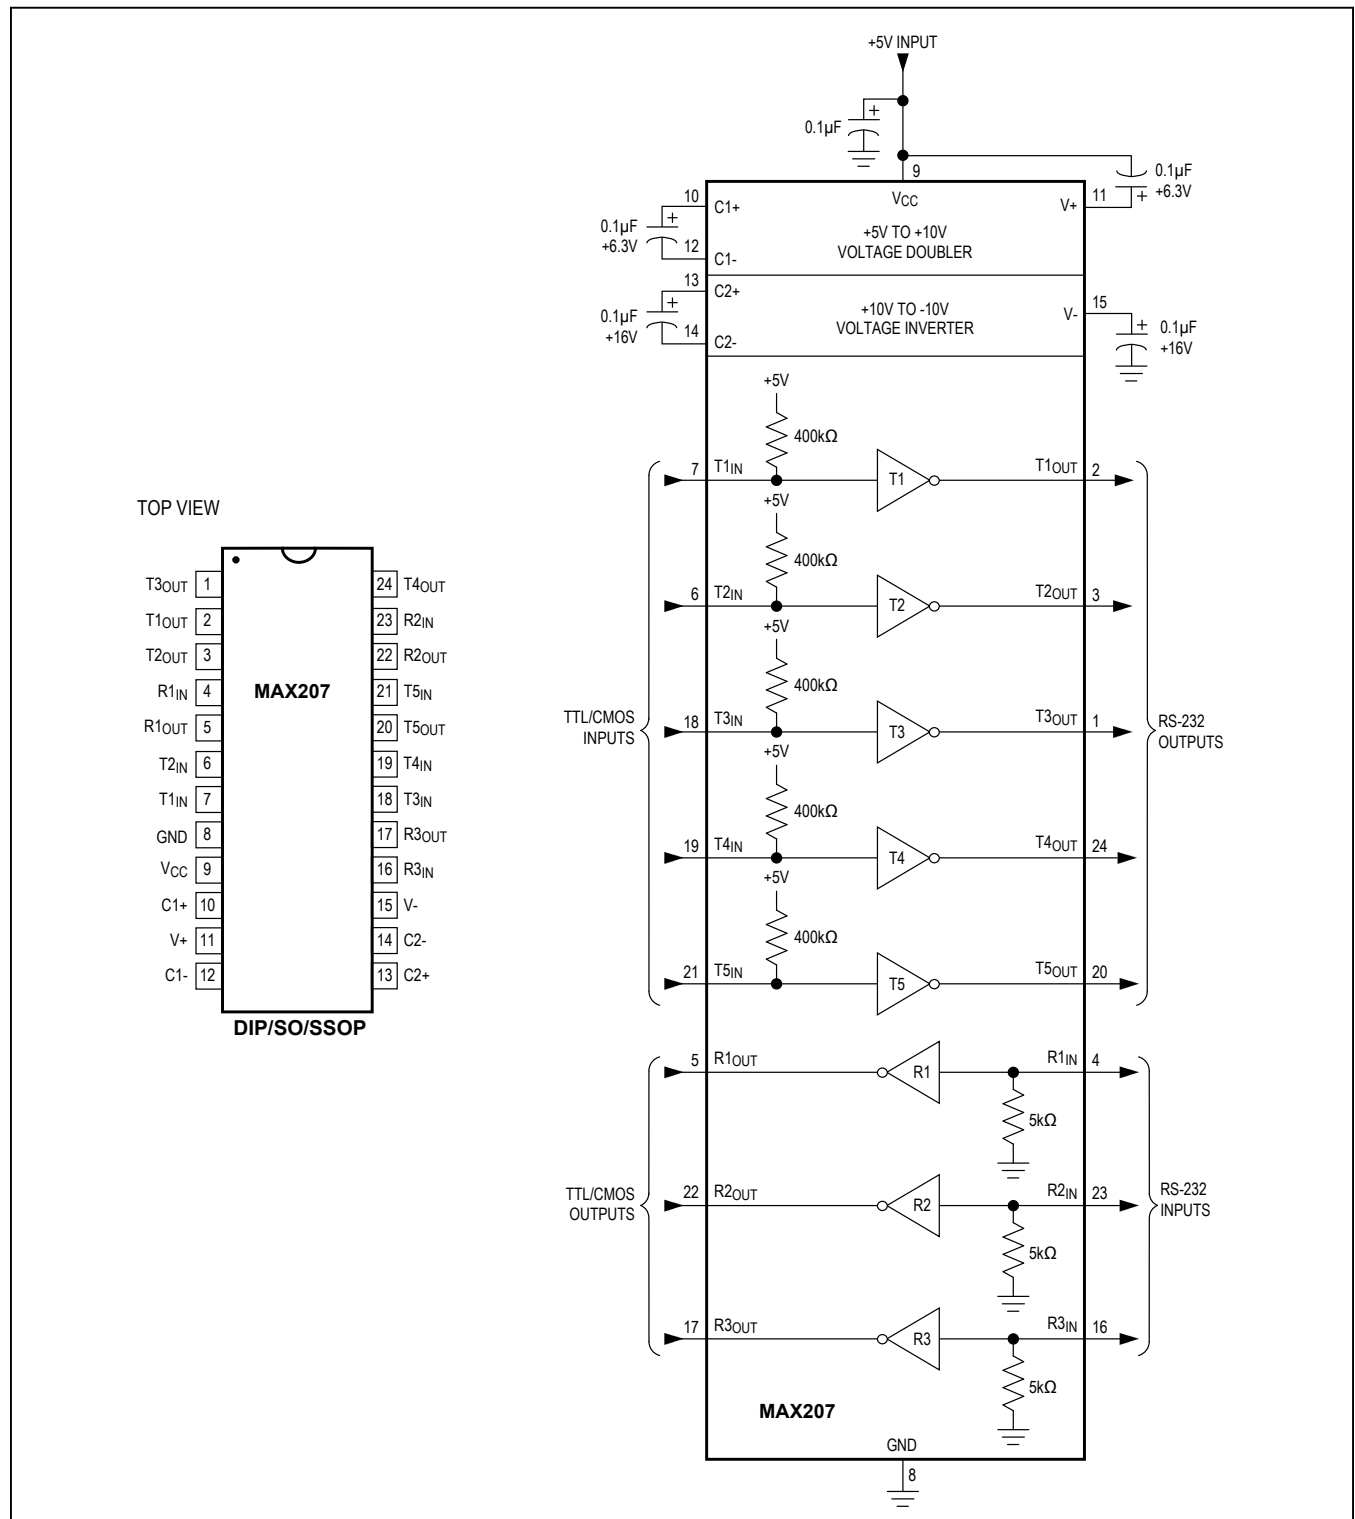 TOP VIEW
T3OUT 1
T1OUT 2
T2OUT 3
R1IN 4
R1OUT 5
T2IN 6
T1IN 7
GND 8
VCC 9
C1+ 10
V+ 11
C1- 12
MAX207
24 T4OUT
23 R2IN
22 R2OUT
21 T5IN
20 T5OUT
19 T4IN
18 T3IN
17 R3OUT
16 R3IN
15 V-
14 C2-
13 C2+
DIP/SO/SSOP
+5V INPUT
0.1µF
+
9
VCC
10
C1+
+
0.1µF
+6.3V
12
C1-
+5V TO +10V
VOLTAGE DOUBLER
V+
11
+
0.1µF
+6.3V
13
C2+
+
0.1µF
+16V
14
C2-
+10V TO -10V
VOLTAGE INVERTER
V-
15
+
0.1µF
+16V
+5V
400kΩ
7 T1IN T1 T1OUT 2
+5V
400kΩ
6 T2IN T2 T2OUT 3
+5V
400kΩ
TTL/CMOS
INPUTS
18 T3IN T3 T3OUT 1
RS-232
OUTPUTS
+5V
400kΩ
19 T4IN T4 T4OUT 24
+5V
400kΩ
21 T5IN T5 T5OUT 20
5 R1OUT R1 R1IN 4
5kΩ
TTL/CMOS
OUTPUTS
22 R2OUT R2 R2IN 23
RS-232
INPUTS
5kΩ
17 R3OUT R3 R3IN 16
5kΩ
MAX207
GND
8